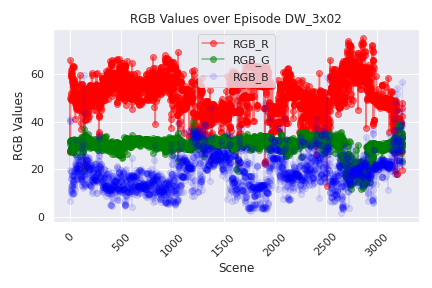 RGB Values over Episode DW_3x02
RGB_R
RGB_G
RGB_B
RGB Values
60
40
20
0
0
500
1000
1500
2000
2500
3000
Scene